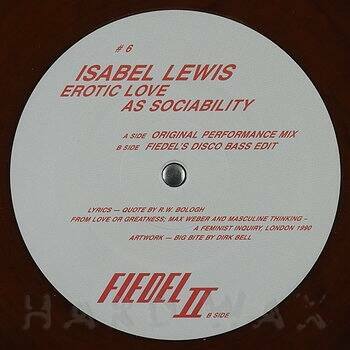 # 6
ISABEL LEWIS
EROTIC LOVE
AS SOCIABILITY
A SIDE ORIGINAL PERFORMANCE MIX
B SIDE FIEDEL'S DISCO BASS EDIT
LYRICS — QUOTE BY R.W. BOLOGH
FROM LOVE OR GREATNESS; MAX WEBER AND MASCULINE THINKING –
A FEMINIST INQUIRY, LONDON 1990
ARTWORK — BIG BITE BY DIRK BELL
FIEDEL II
B SIDE
HARD WAX